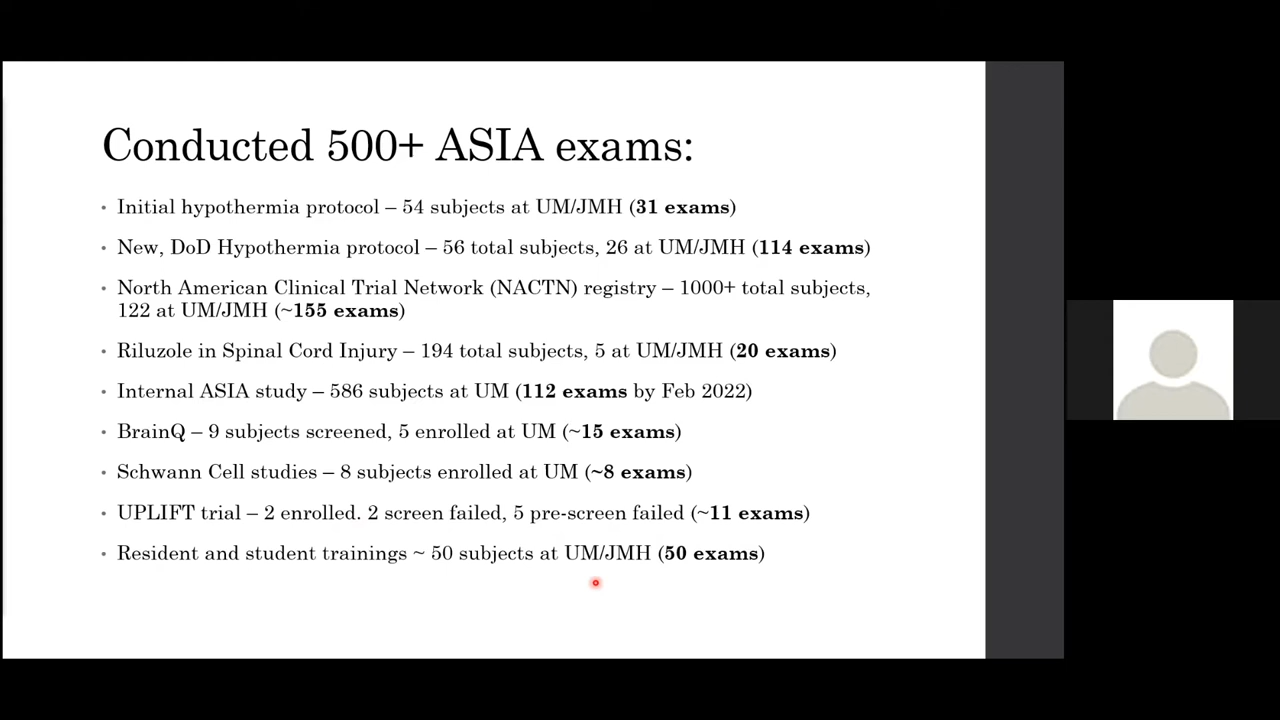 Conducted 500+ ASIA exams:
• Initial hypothermia protocol – 54 subjects at UM/JMH (31 exams)
• New, DoD Hypothermia protocol – 56 total subjects, 26 at UM/JMH (114 exams)
• North American Clinical Trial Network (NACTN) registry – 1000+ total subjects,
122 at UM/JMH (~155 exams)
• Riluzole in Spinal Cord Injury – 194 total subjects, 5 at UM/JMH (20 exams)
• Internal ASIA study – 586 subjects at UM (112 exams by Feb 2022)
• BrainQ – 9 subjects screened, 5 enrolled at UM (~15 exams)
• Schwann Cell studies – 8 subjects enrolled at UM (~8 exams)
• UPLIFT trial – 2 enrolled. 2 screen failed, 5 pre-screen failed (~11 exams)
• Resident and student trainings ~ 50 subjects at UM/JMH (50 exams)